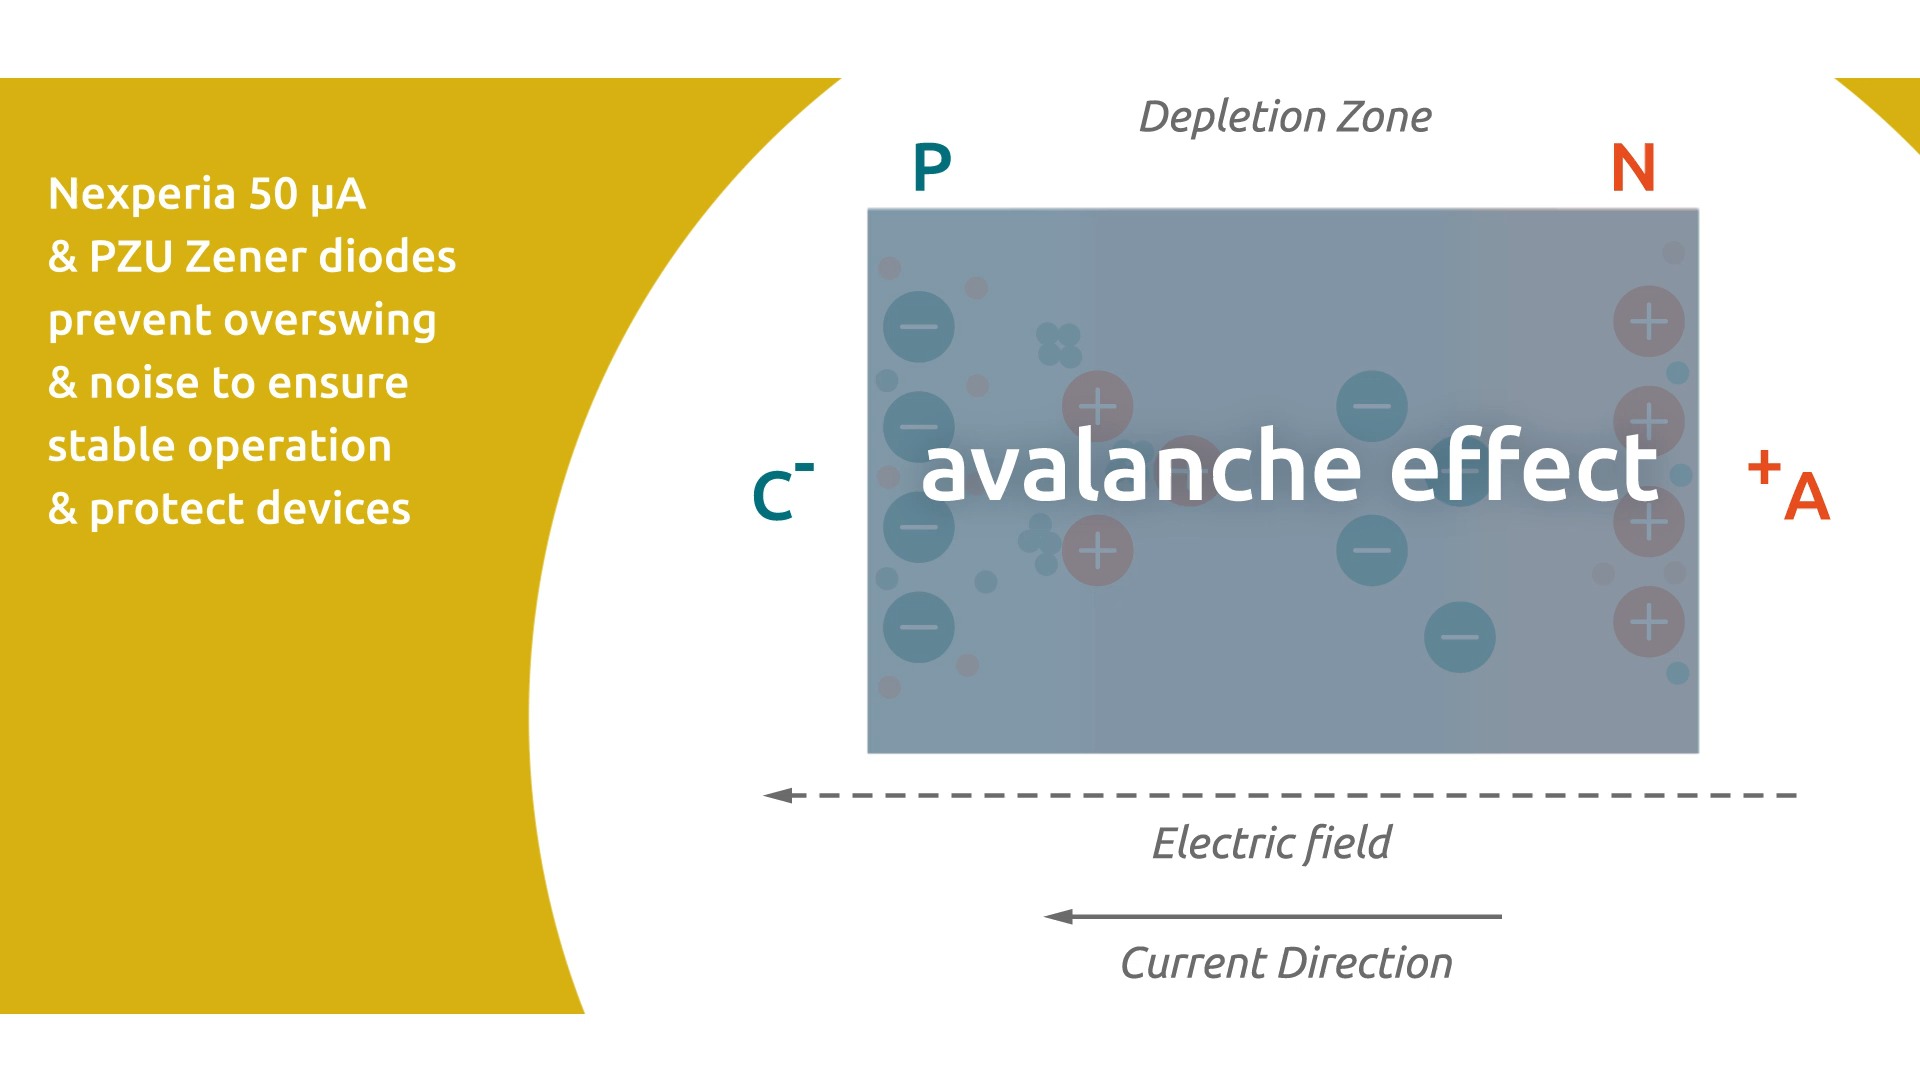 Nexperia 50 µA
& PZU Zener diodes
prevent overswing
& noise to ensure
stable operation
& protect devices
Depletion Zone
P
N
C-
avalanche effect
+A
Electric field
Current Direction